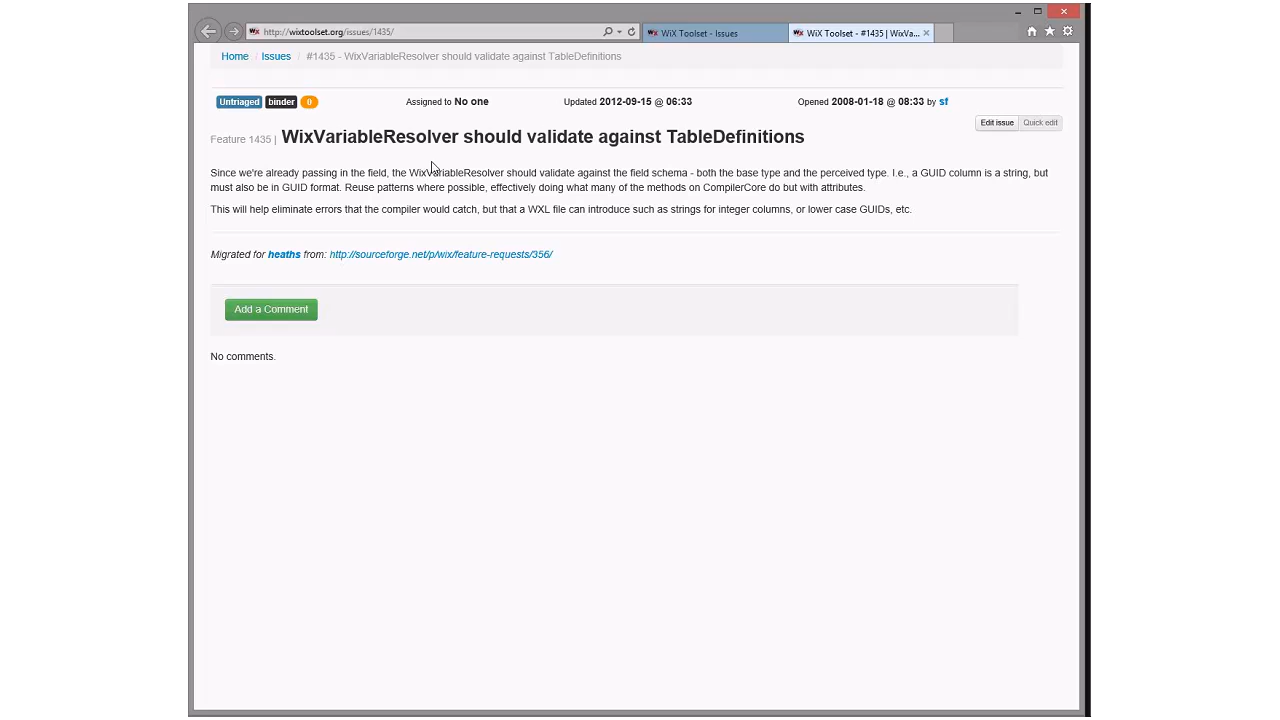 http://wixtoolset.org/issues/1435/
WiX Toolset - Issues
WiX Toolset - #1435 | WixVa...
Home / Issues / #1435 - WixVariableResolver should validate against TableDefinitions
Untriaged binder 0 Assigned to No one Updated 2012-09-15 @ 06:33 Opened 2008-01-18 @ 08:33 by sf
Edit issue Quick edit
Feature 1435 | WixVariableResolver should validate against TableDefinitions
Since we're already passing in the field, the WixVariableResolver should validate against the field schema - both the base type and the perceived type. I.e., a GUID column is a string, but
must also be in GUID format. Reuse patterns where possible, effectively doing what many of the methods on CompilerCore do but with attributes.
This will help eliminate errors that the compiler would catch, but that a WXL file can introduce such as strings for integer columns, or lower case GUIDs, etc.
Migrated for heaths from: http://sourceforge.net/p/wix/feature-requests/356/
Add a Comment
No comments.